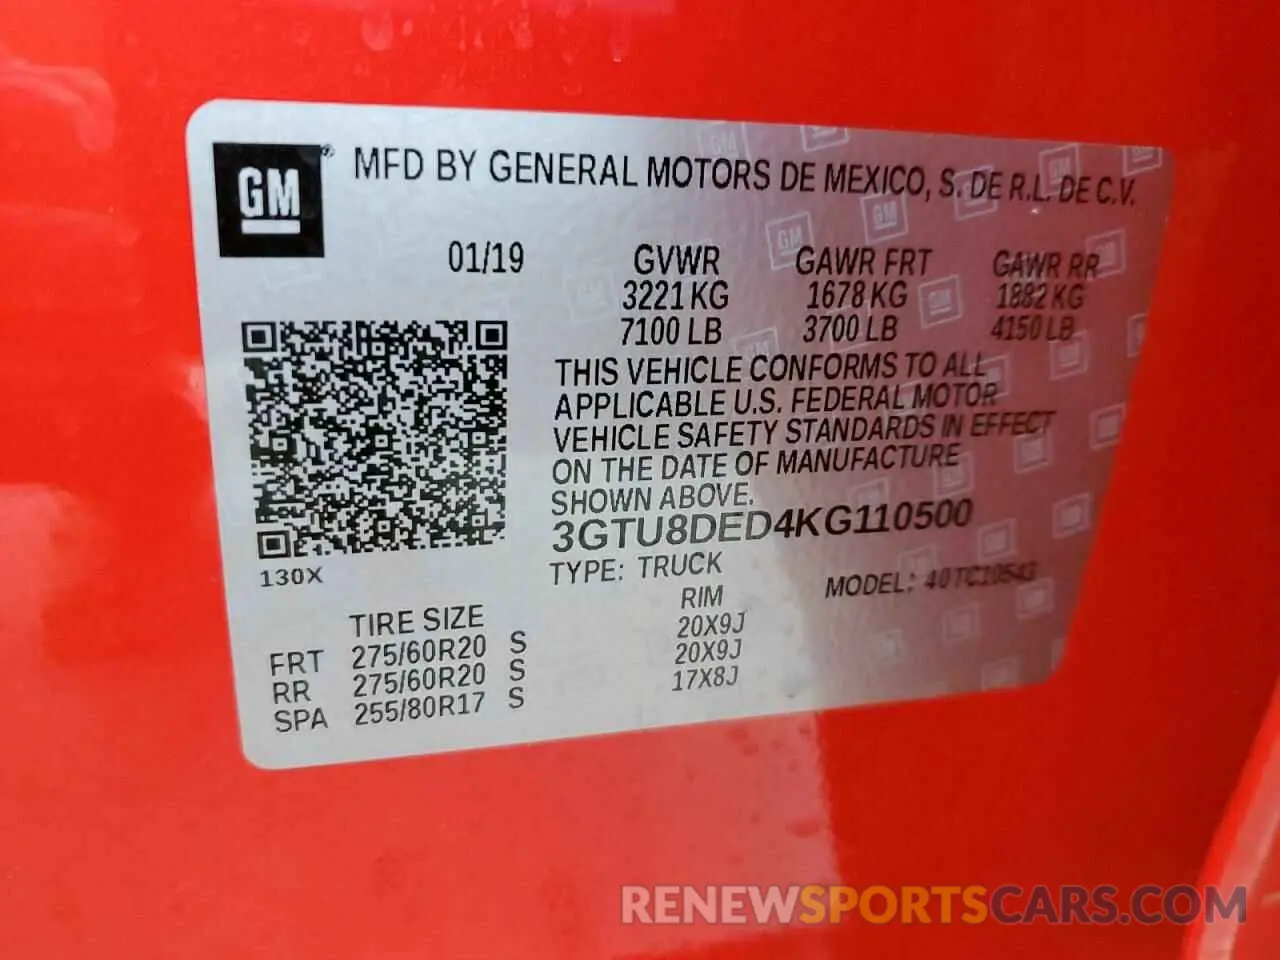 GM ® MFD BY GENERAL MOTORS DE MEXICO, S. DE R.L. DE C.V.
01/19 GVWR GAWR FRT GAWR RR
3221 KG 1678 KG 1882 KG
7100 LB 3700 LB 4150 LB
THIS VEHICLE CONFORMS TO ALL
APPLICABLE U.S. FEDERAL MOTOR
VEHICLE SAFETY STANDARDS IN EFFECT
ON THE DATE OF MANUFACTURE
SHOWN ABOVE.
3GTU8DED4KG110500
130X TYPE: TRUCK MODEL: 40TC10543
TIRE SIZE RIM
FRT 275/60R20 S 20X9J
RR 275/60R20 S 20X9J
SPA 255/80R17 S 17X8J
RENEWSPORTSCARS.COM